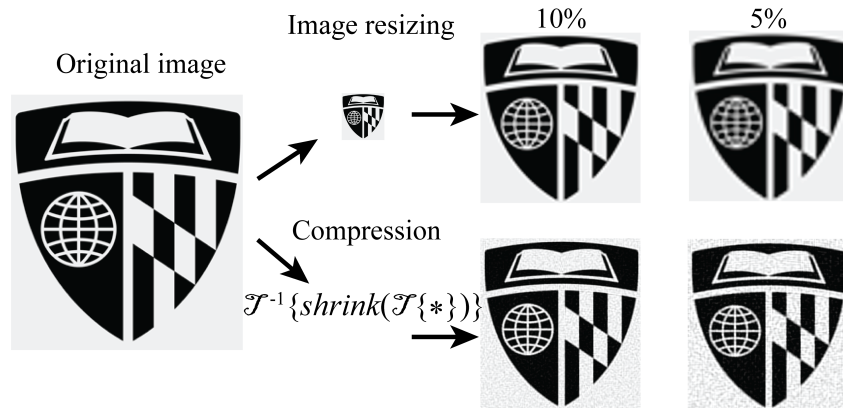 Image resizing
10%
5%
Original image
Compression
𝒯⁻¹{shrink(𝒯{*})}